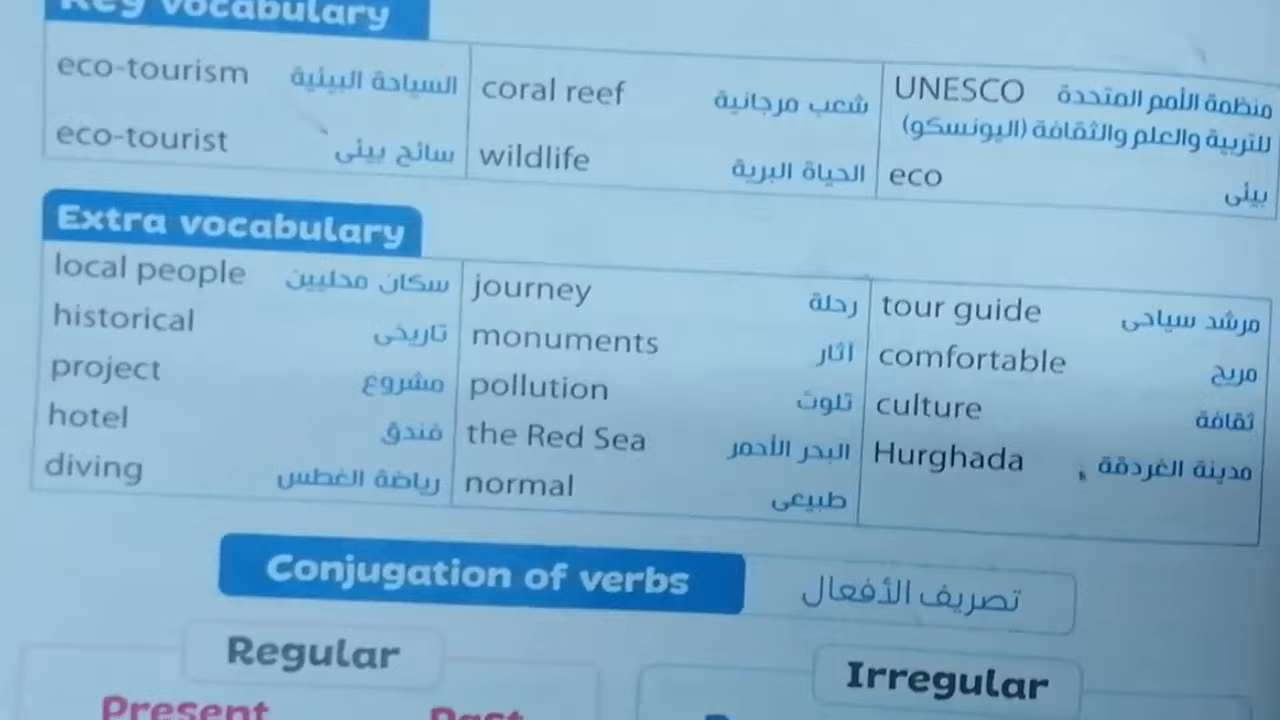 Key vocabulary
eco-tourism السياحة البيئية
eco-tourist سائح بيئى
coral reef شعب مرجانية
wildlife الحياة البرية
UNESCO منظمة الأمم المتحدة
للتربية والعلم والثقافة (اليونسكو)
eco بيئى
Extra vocabulary
local people سكان محليين
historical تاريخى
project مشروع
hotel فندق
diving رياضة الغطس
journey رحلة
monuments آثار
pollution تلوث
the Red Sea البحر الأحمر
normal طبيعى
tour guide مرشد سياحى
comfortable مريح
culture ثقافة
Hurghada مدينة الغردقة
Conjugation of verbs تصريف الأفعال
Regular
Irregular
Present Past